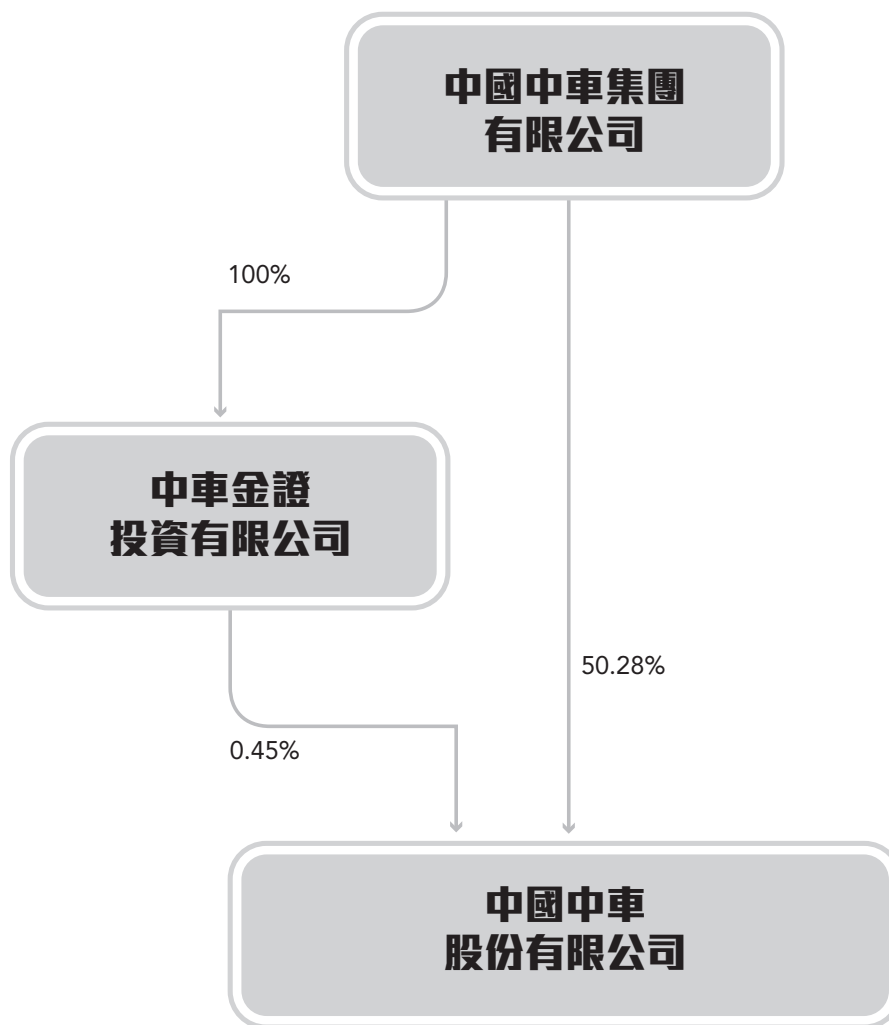 中國中車集團
有限公司
100%
中車金證
投資有限公司
50.28%
0.45%
中國中車
股份有限公司